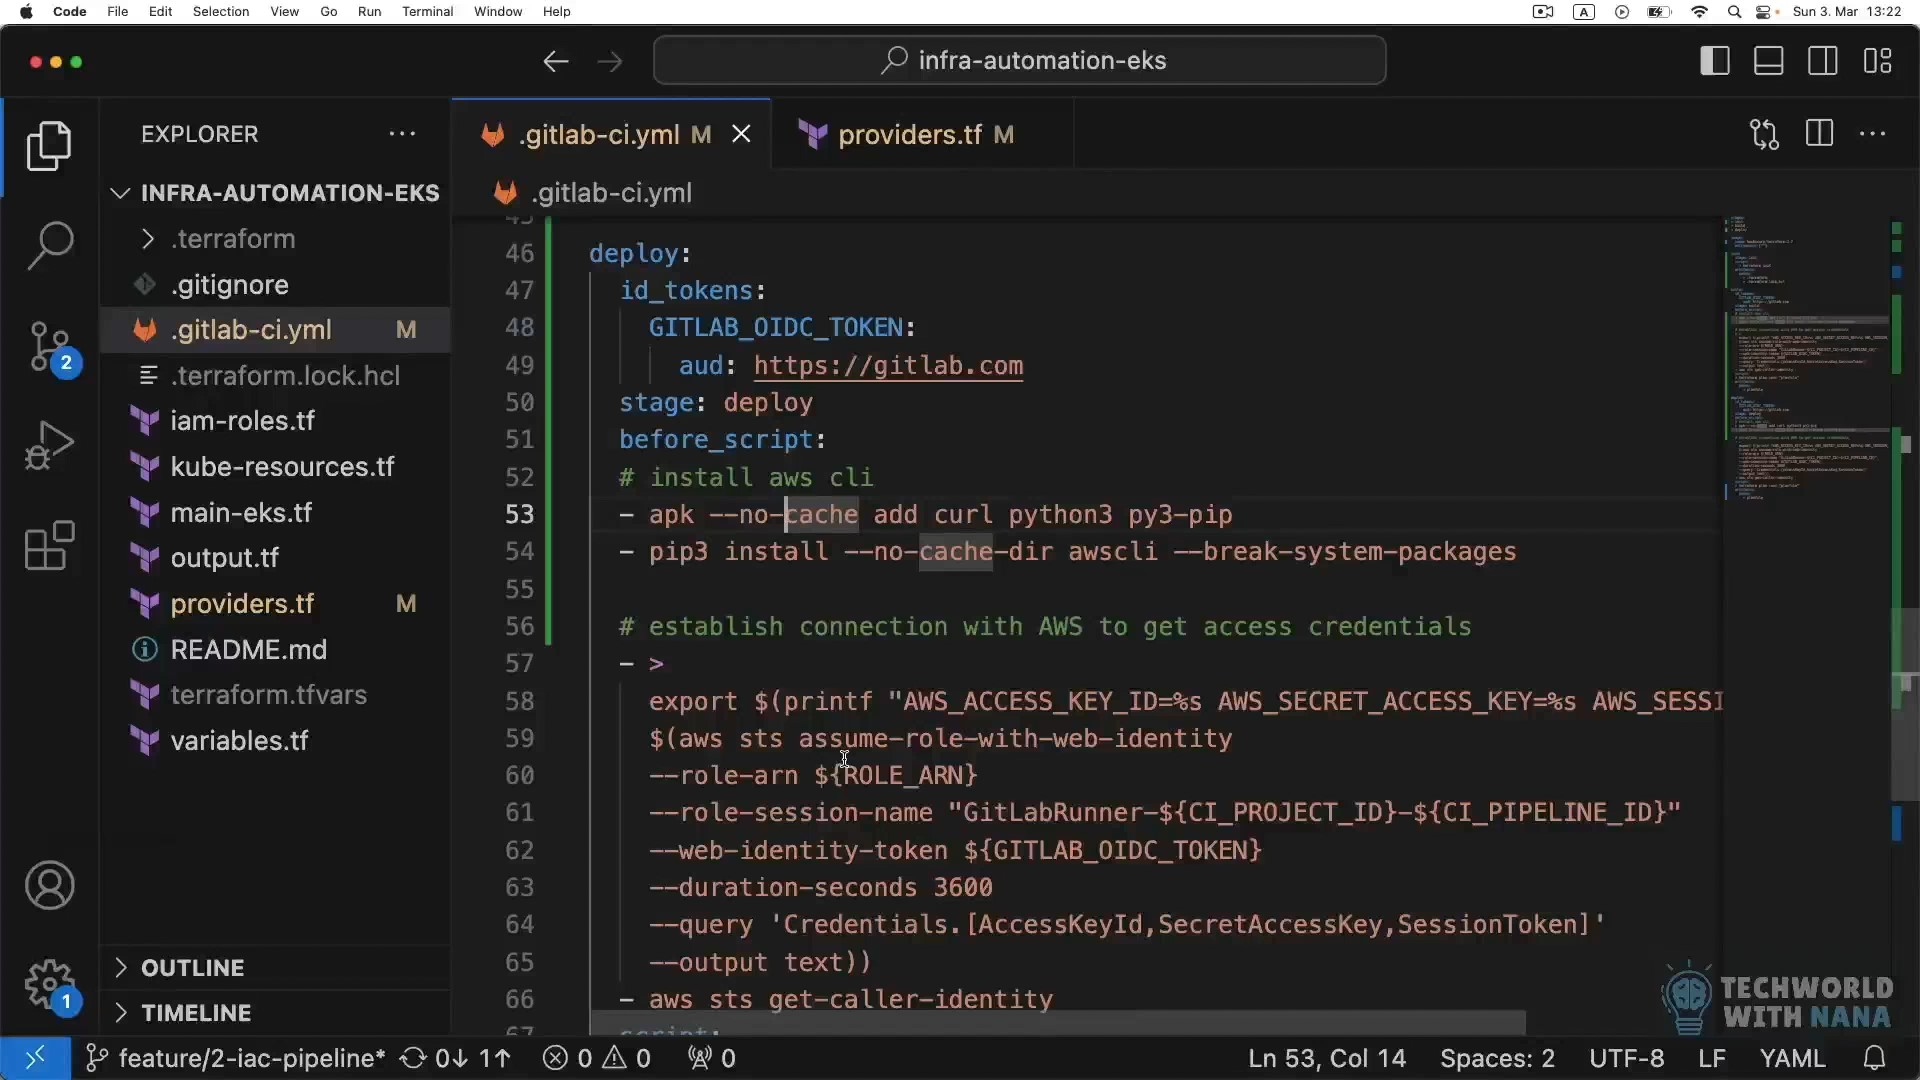 Code File Edit Selection View Go Run Terminal Window Help
A
Sun 3. Mar 13:22
infra-automation-eks
EXPLORER
.gitlab-ci.yml M
providers.tf M
.gitlab-ci.yml
INFRA-AUTOMATION-EKS
.terraform
.gitignore
.gitlab-ci.yml M
.terraform.lock.hcl
iam-roles.tf
kube-resources.tf
main-eks.tf
output.tf
providers.tf M
README.md
terraform.tfvars
variables.tf
OUTLINE
TIMELINE
2
1
45
46 deploy:
47 id_tokens:
48 GITLAB_OIDC_TOKEN:
49 aud: https://gitlab.com
50 stage: deploy
51 before_script:
52 # install aws cli
53 - apk --no-cache add curl python3 py3-pip
54 - pip3 install --no-cache-dir awscli --break-system-packages
55
56 # establish connection with AWS to get access credentials
57 - >
58 export $(printf "AWS_ACCESS_KEY_ID=%s AWS_SECRET_ACCESS_KEY=%s AWS_SESSI
59 $(aws sts assume-role-with-web-identity
60 --role-arn ${ROLE_ARN}
61 --role-session-name "GitLabRunner-${CI_PROJECT_ID}-${CI_PIPELINE_ID}"
62 --web-identity-token ${GITLAB_OIDC_TOKEN}
63 --duration-seconds 3600
64 --query 'Credentials.[AccessKeyId,SecretAccessKey,SessionToken]'
65 --output text))
66 - aws sts get-caller-identity
67 script:
TECHWORLD
WITH NANA
feature/2-iac-pipeline* 0↓ 1↑ 0 0 0
Ln 53, Col 14 Spaces: 2 UTF-8 LF YAML